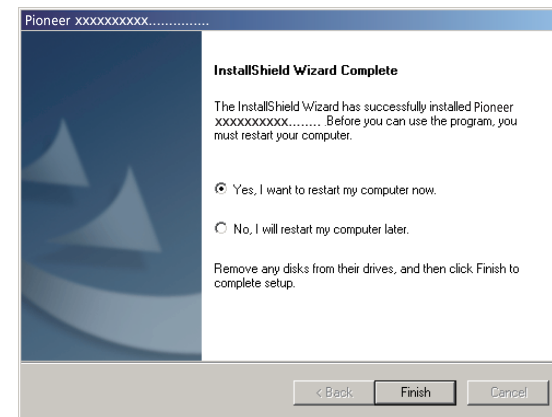 Pioneer xxxxxxxxxx...............
InstallShield Wizard Complete
The InstallShield Wizard has successfully installed Pioneer
xxxxxxxxxx........ .Before you can use the program, you
must restart your computer.
Yes, I want to restart my computer now.
No, I will restart my computer later.
Remove any disks from their drives, and then click Finish to
complete setup.
< Back Finish Cancel